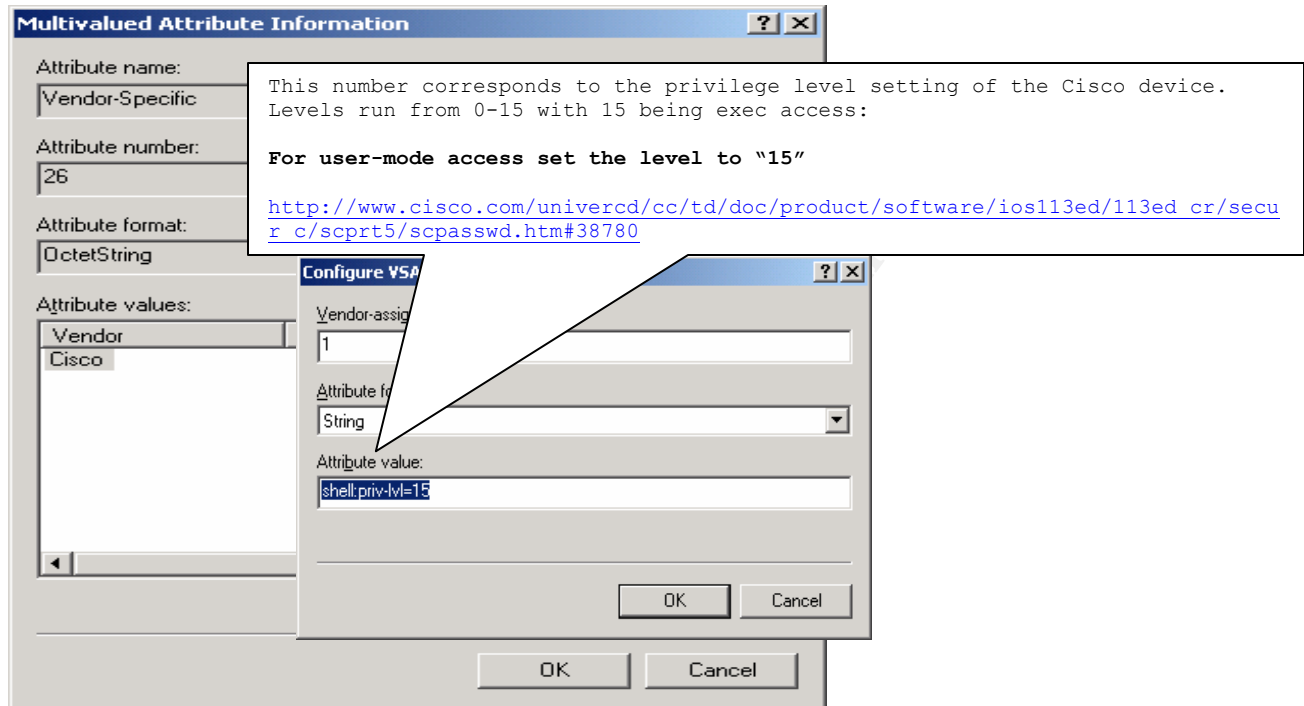 Multivalued Attribute Information
Attribute name:
Vendor-Specific
Attribute number:
26
Attribute format:
OctetString
Attribute values:
Vendor
Cisco
OK
Cancel
This number corresponds to the privilege level setting of the Cisco device.
Levels run from 0-15 with 15 being exec access:
For user-mode access set the level to “15”
http://www.cisco.com/univercd/cc/td/doc/product/software/ios113ed/113ed cr/secu
r c/scprt5/scpasswd.htm#38780
Configure VSA
Vendor-assig
1
Attribute fo
String
Attribute value:
shell:priv-lvl=15
OK
Cancel